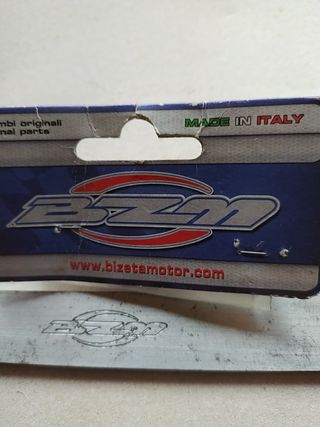 mbi originali
nal parts
MADE IN ITALY
BZM
www.bizetamotor.com
BZM